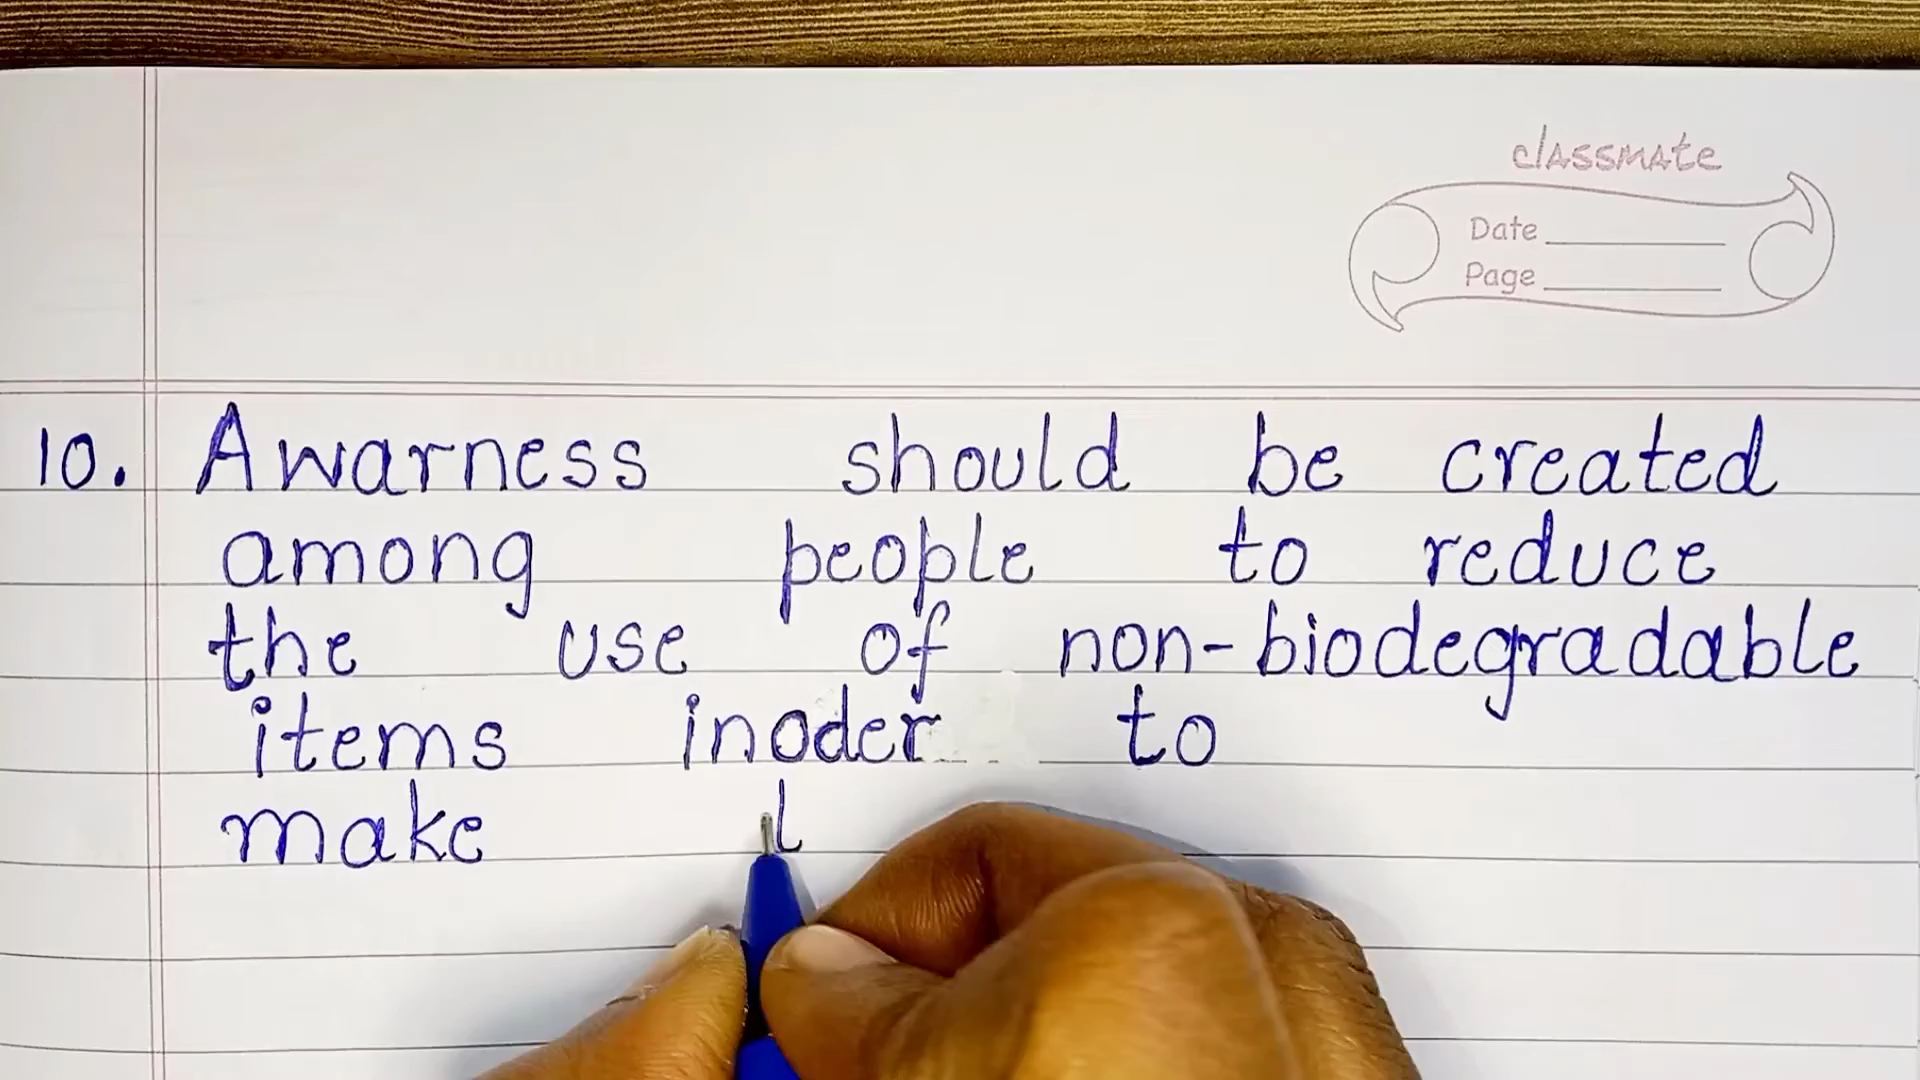 classmate
Date
Page
10. Awarness should be created
among people to reduce
the use of non-biodegradable
items inoder to
make